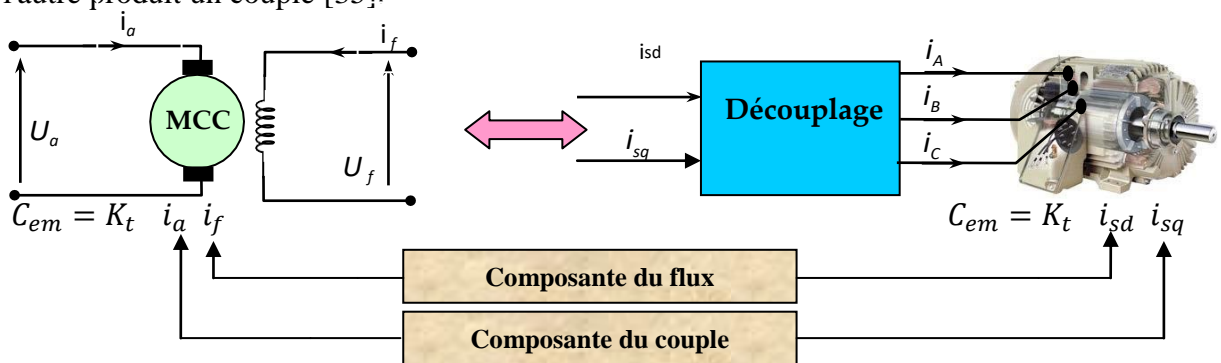 l'autre produit un couple [35].
i_a
i_f
U_a
MCC
U_f
i_sd
i_sq
Découplage
i_A
i_B
i_C
C_em = K_t i_a i_f
C_em = K_t i_sd i_sq
Composante du flux
Composante du couple